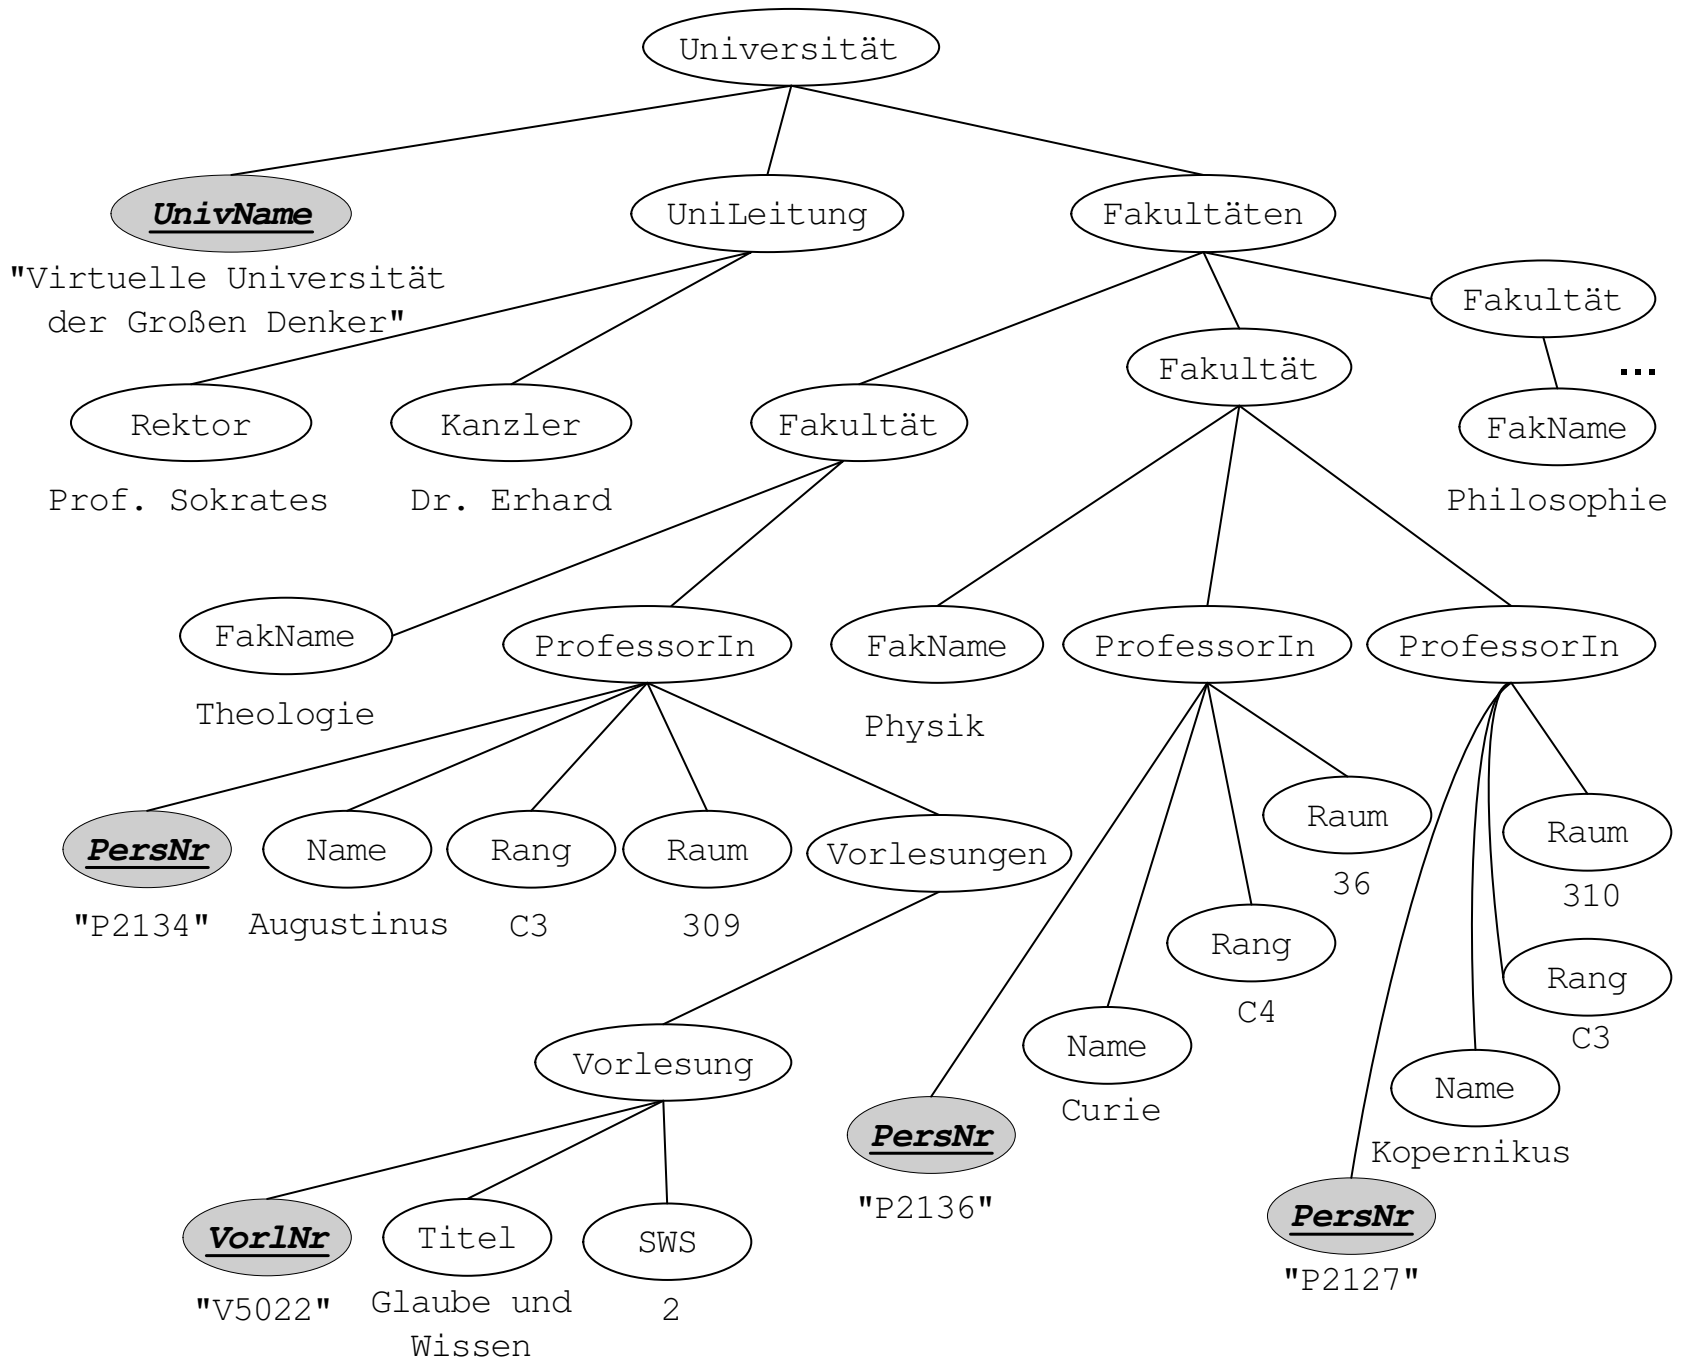 Universität
UnivName
UniLeitung
Fakultäten
"Virtuelle Universität
der Großen Denker"
Fakultät
Fakultät
...
Rektor
Kanzler
Fakultät
FakName
Prof. Sokrates
Dr. Erhard
Philosophie
FakName
ProfessorIn
FakName
ProfessorIn
ProfessorIn
Theologie
Physik
Raum
Raum
PersNr
Name
Rang
Raum
Vorlesungen
36
310
"P2134"
Augustinus
C3
309
Rang
Rang
C4
C3
Vorlesung
Name
Name
Curie
PersNr
Kopernikus
"P2136"
PersNr
VorlNr
Titel
SWS
"P2127"
"V5022"
Glaube und
Wissen
2